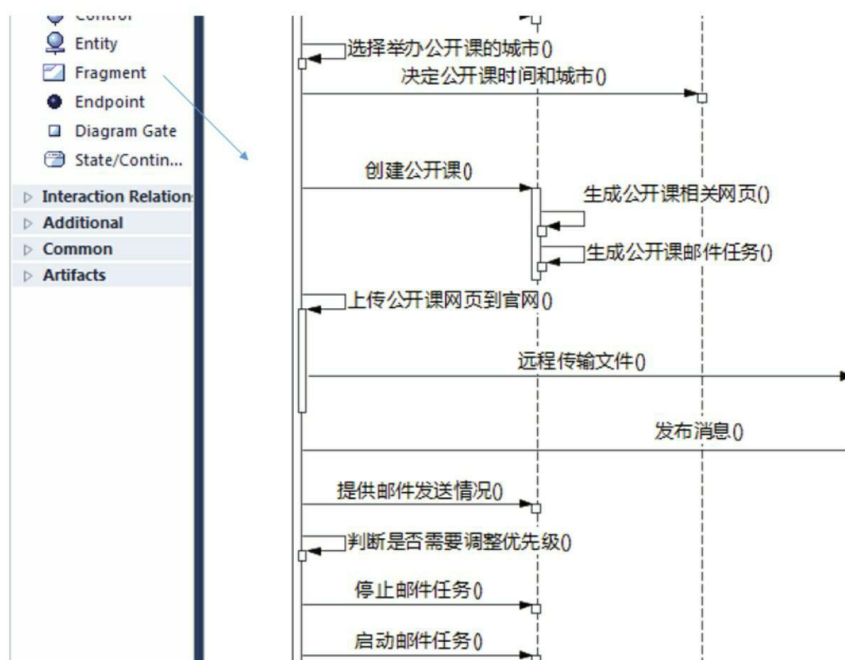 Control
Entity
Fragment
Endpoint
Diagram Gate
State/Contin...
Interaction Relation
Additional
Common
Artifacts
选择举办公开课的城市()
决定公开课时间和城市()
创建公开课()
生成公开课相关网页()
生成公开课邮件任务()
上传公开课网页到官网()
远程传输文件()
发布消息()
提供邮件发送情况()
判断是否需要调整优先级()
停止邮件任务()
启动邮件任务()